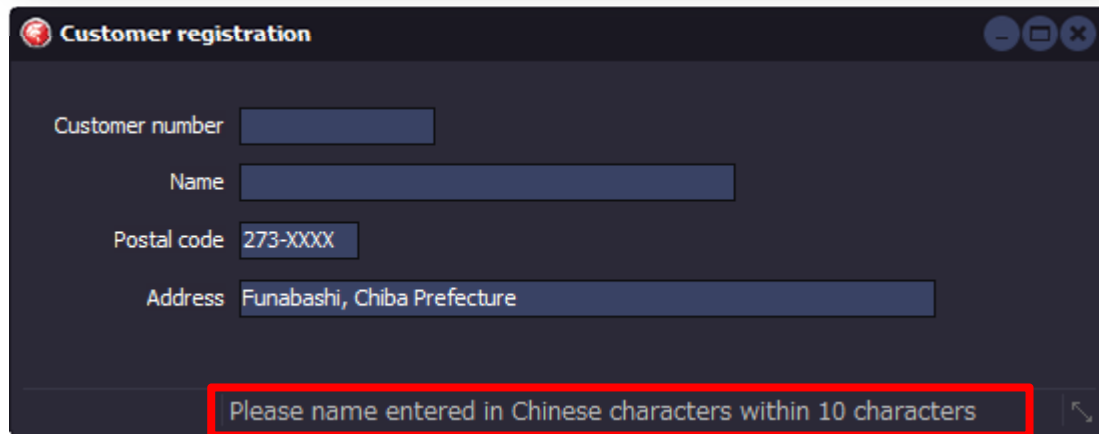 Customer registration
Customer number
Name
Postal code 273-XXXX
Address Funabashi, Chiba Prefecture
Please name entered in Chinese characters within 10 characters